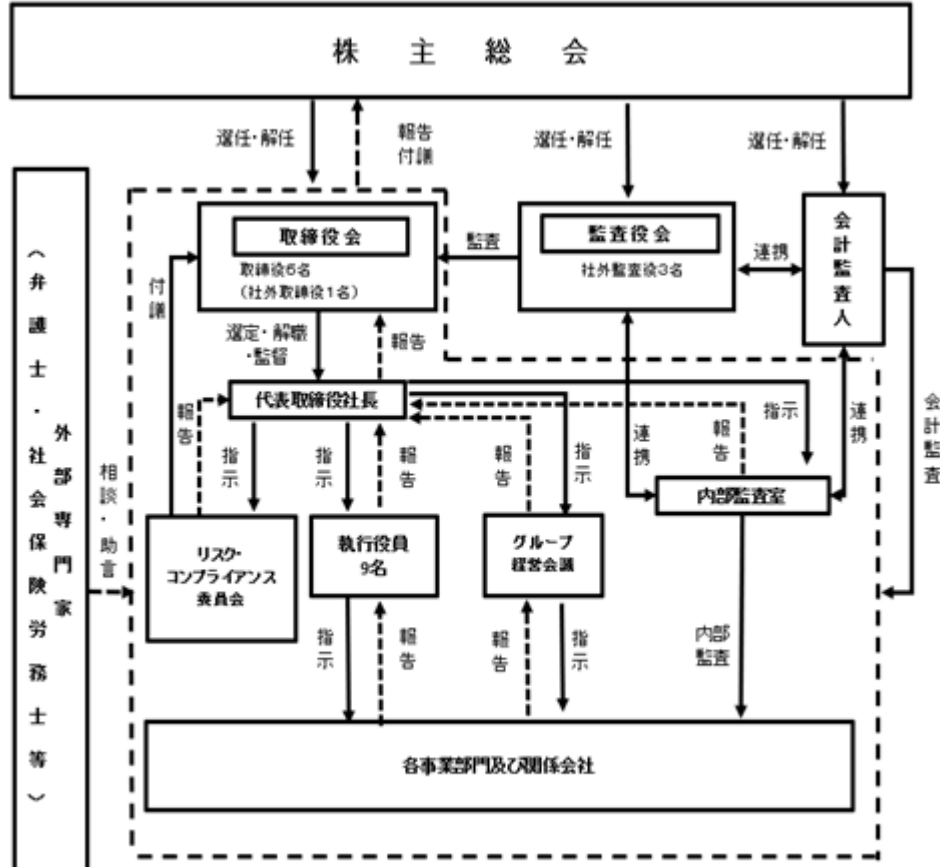 株主総会
選任・解任
報告
付議
選任・解任
選任・解任
取締役会
取締役6名
(社外取締役1名)
監査
監査役会
社外監査役3名
連携
会計監査人
付議
選定・解職
・監督
報告
代表取締役社長
報告
指示
指示
報告
報告
指示
連携
報告
指示
連携
会計監査
内部監査室
外部専門家
(弁護士・社会保険労務士等)
相談・助言
リスク・
コンプライアンス
委員会
執行役員
9名
グループ
経営会議
指示
報告
報告
指示
内部
監査
各事業部門及び関係会社